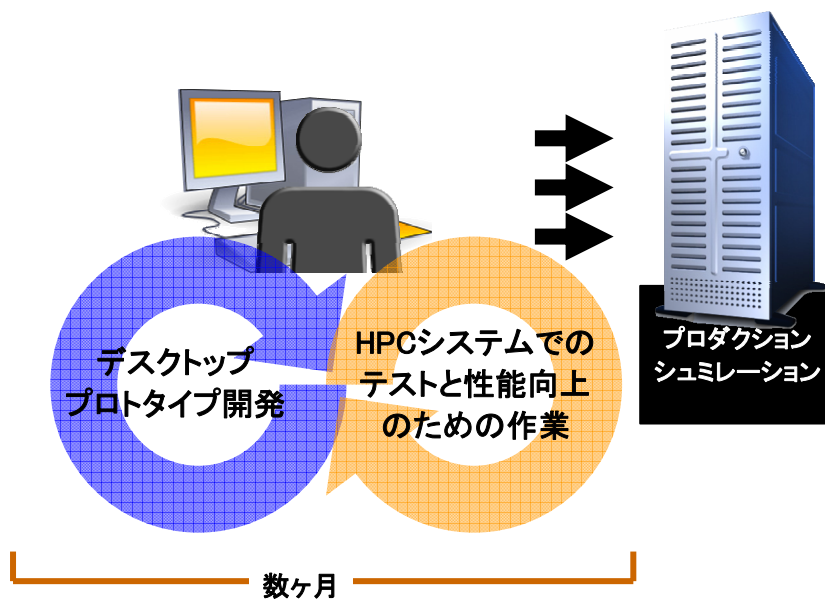 デスクトップ
プロトタイプ開発
HPCシステムでの
テストと性能向上
のための作業
プロダクション
シュミレーション
数ヶ月